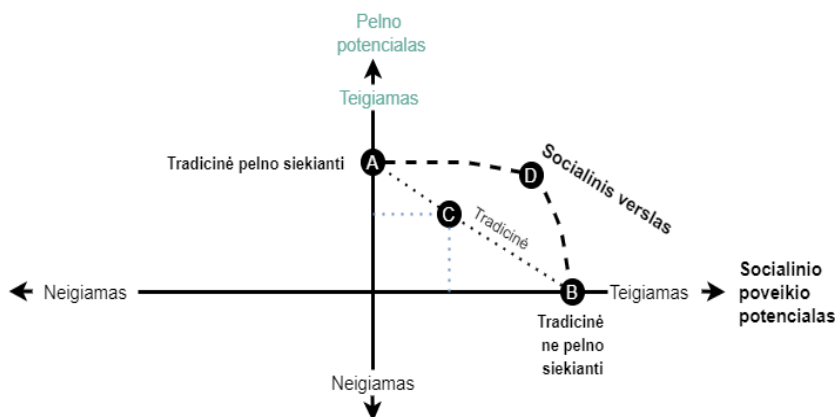 Pelno
potencialas
Teigiamas
Tradicinė pelno siekianti
A
Socialinis verslas
D
C
Tradicinė
Neigiamas
B
Teigiamas
Socialinio
poveikio
potencialas
Tradicinė
ne pelno
siekianti
Neigiamas